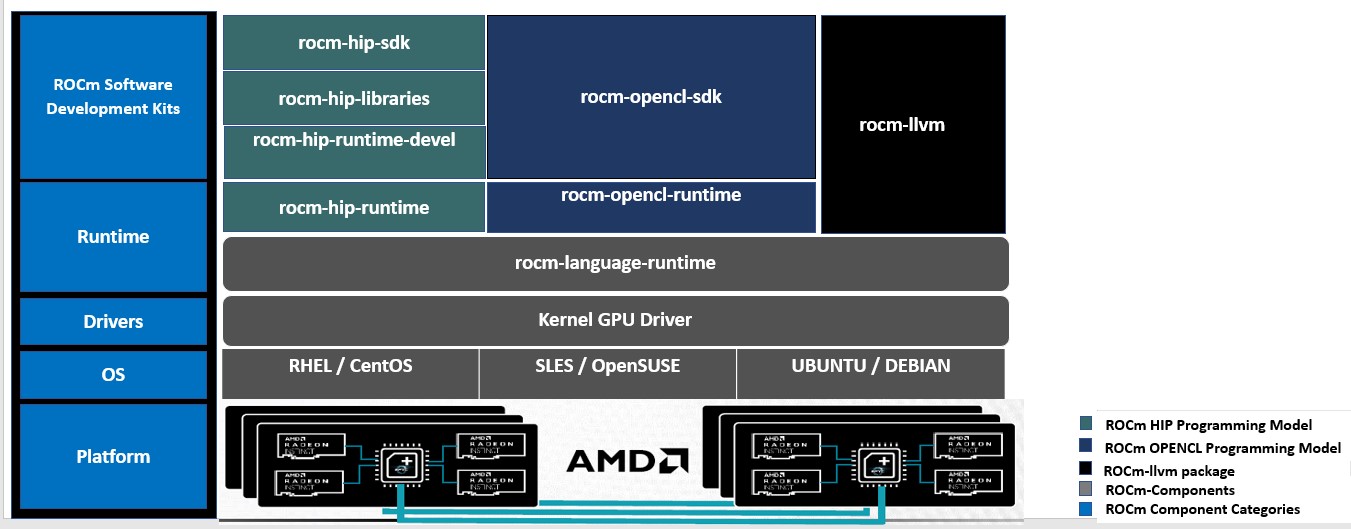 ROCm Software
Development Kits
rocm-hip-sdk
rocm-hip-libraries
rocm-hip-runtime-devel
rocm-opencl-sdk
rocm-llvm
Runtime
rocm-hip-runtime
rocm-opencl-runtime
rocm-language-runtime
Drivers
Kernel GPU Driver
OS
RHEL / CentOS
SLES / OpenSUSE
UBUNTU / DEBIAN
Platform
AMD
RADEON
INSTINCT
AMD
RADEON
INSTINCT
AMD
RADEON
INSTINCT
AMD
RADEON
INSTINCT
AMD
AMD
RADEON
INSTINCT
AMD
RADEON
INSTINCT
AMD
RADEON
INSTINCT
AMD
RADEON
INSTINCT
ROCm HIP Programming Model
ROCm OPENCL Programming Model
ROCm-llvm package
ROCm-Components
ROCm Component Categories